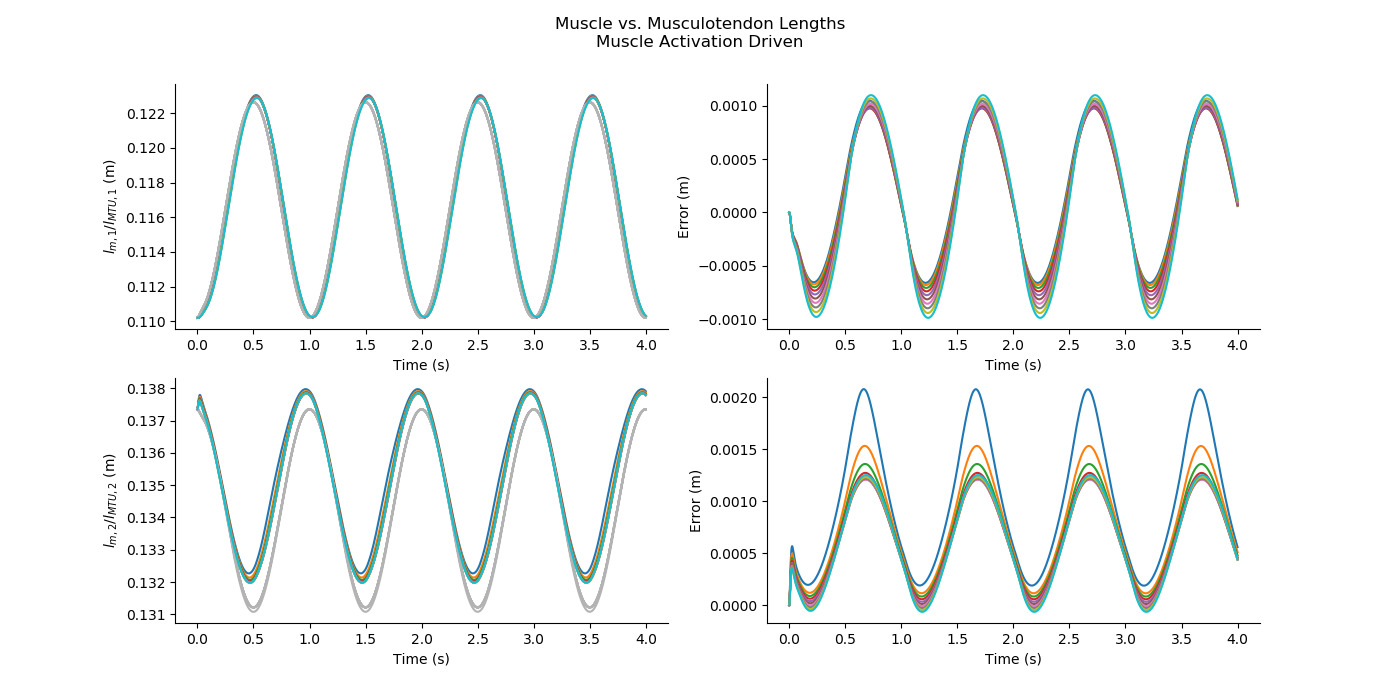 Muscle vs. Musculotendon Lengths
Muscle Activation Driven
l_{m,1}/l_{MTU,1} (m)
0.122
0.120
0.118
0.116
0.114
0.112
0.110
0.0 0.5 1.0 1.5 2.0 2.5 3.0 3.5 4.0
Time (s)
Error (m)
0.0010
0.0005
0.0000
−0.0005
−0.0010
0.0 0.5 1.0 1.5 2.0 2.5 3.0 3.5 4.0
Time (s)
l_{m,2}/l_{MTU,2} (m)
0.138
0.137
0.136
0.135
0.134
0.133
0.132
0.131
0.0 0.5 1.0 1.5 2.0 2.5 3.0 3.5 4.0
Time (s)
Error (m)
0.0020
0.0015
0.0010
0.0005
0.0000
0.0 0.5 1.0 1.5 2.0 2.5 3.0 3.5 4.0
Time (s)